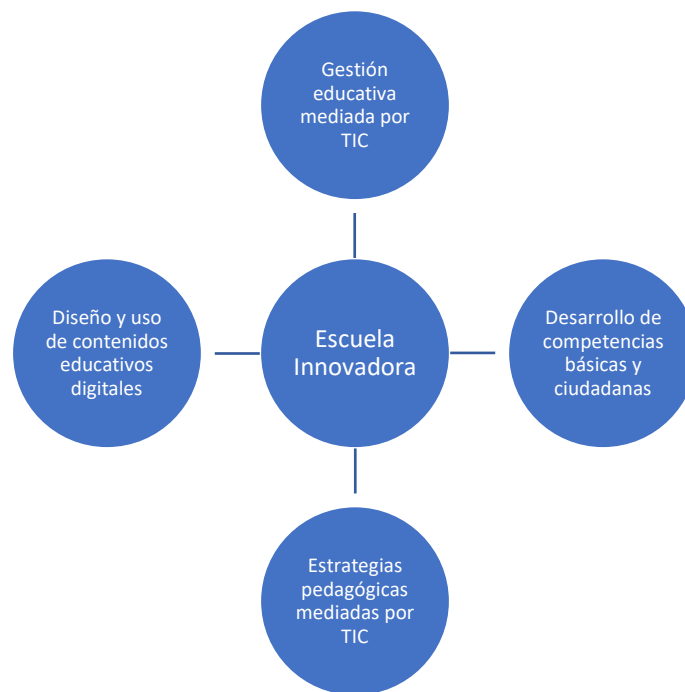 Gestión
educativa
mediada por
TIC
Diseño y uso
de contenidos
educativos
digitales
Escuela
Innovadora
Desarrollo de
competencias
básicas y
ciudadanas
Estrategias
pedagógicas
mediadas por
TIC